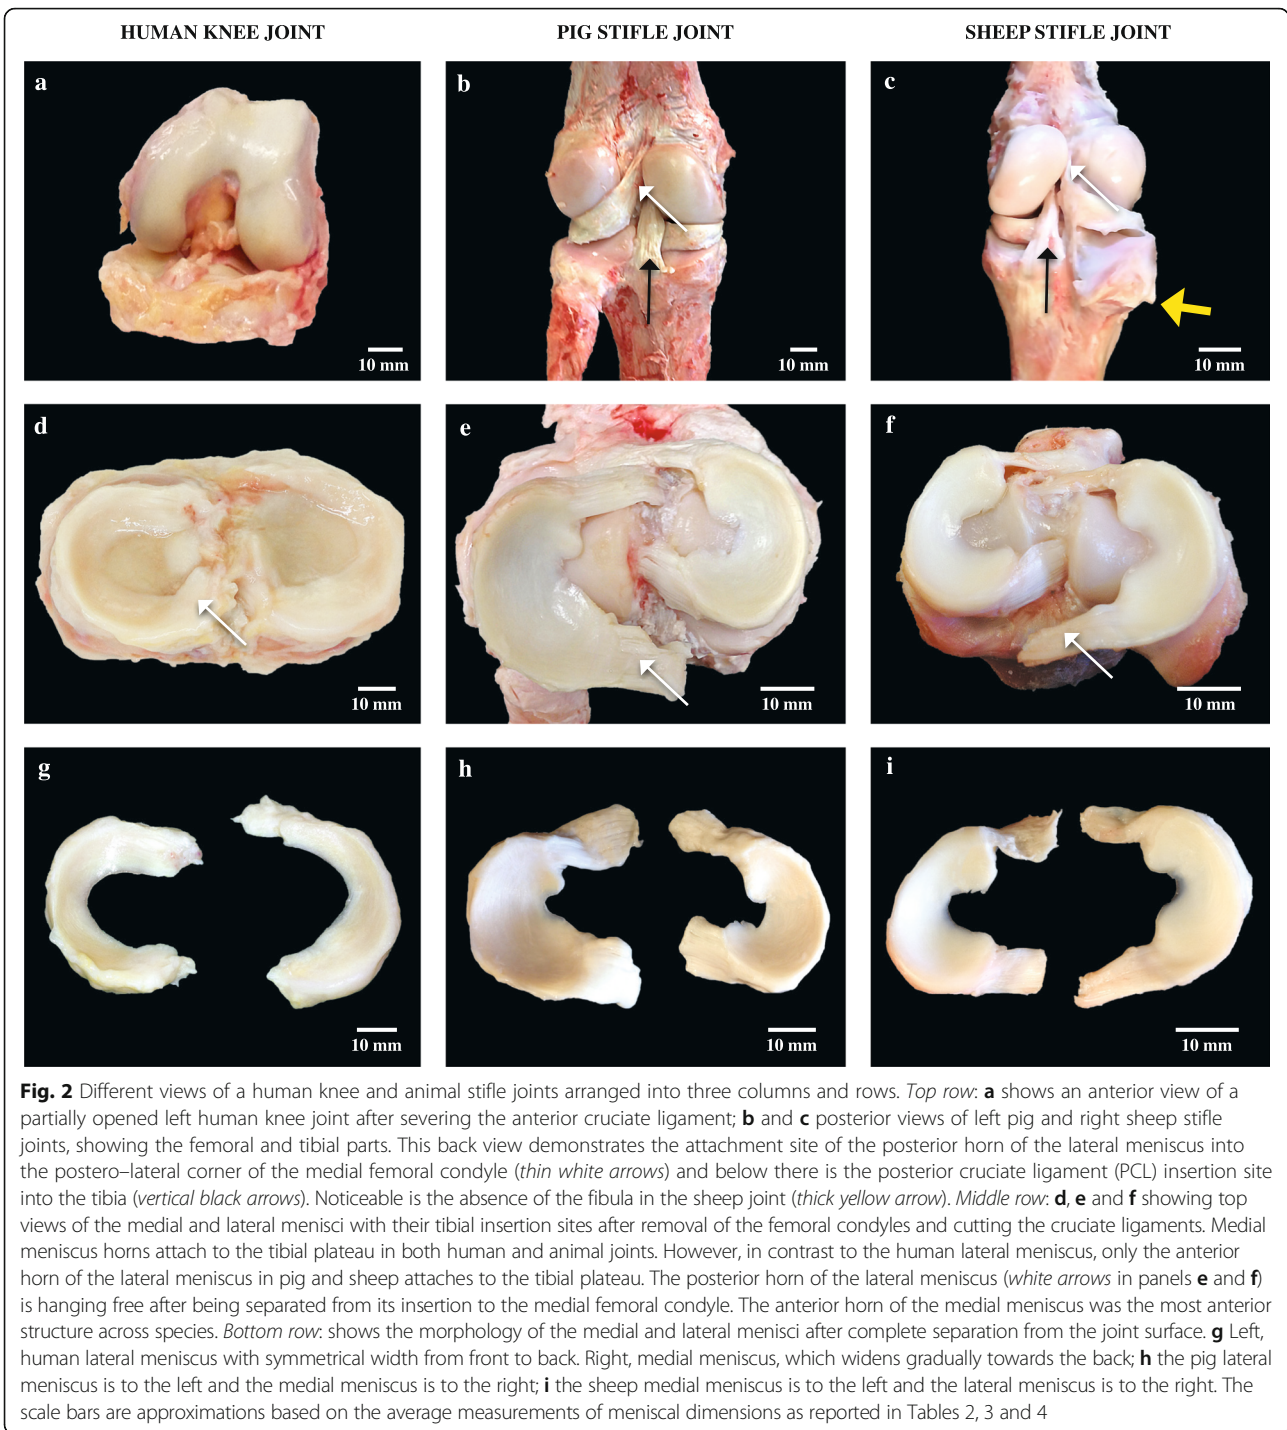 HUMAN KNEE JOINT
PIG STIFLE JOINT
SHEEP STIFLE JOINT
a
10 mm
b
10 mm
c
10 mm
d
10 mm
e
10 mm
f
10 mm
g
10 mm
h
10 mm
i
10 mm
Fig. 2 Different views of a human knee and animal stifle joints arranged into three columns and rows. Top row: a shows an anterior view of a
partially opened left human knee joint after severing the anterior cruciate ligament; b and c posterior views of left pig and right sheep stifle
joints, showing the femoral and tibial parts. This back view demonstrates the attachment site of the posterior horn of the lateral meniscus into
the postero–lateral corner of the medial femoral condyle (thin white arrows) and below there is the posterior cruciate ligament (PCL) insertion site
into the tibia (vertical black arrows). Noticeable is the absence of the fibula in the sheep joint (thick yellow arrow). Middle row: d, e and f showing top
views of the medial and lateral menisci with their tibial insertion sites after removal of the femoral condyles and cutting the cruciate ligaments. Medial
meniscus horns attach to the tibial plateau in both human and animal joints. However, in contrast to the human lateral meniscus, only the anterior
horn of the lateral meniscus in pig and sheep attaches to the tibial plateau. The posterior horn of the lateral meniscus (white arrows in panels e and f)
is hanging free after being separated from its insertion to the medial femoral condyle. The anterior horn of the medial meniscus was the most anterior
structure across species. Bottom row: shows the morphology of the medial and lateral menisci after complete separation from the joint surface. g Left,
human lateral meniscus with symmetrical width from front to back. Right, medial meniscus, which widens gradually towards the back; h the pig lateral
meniscus is to the left and the medial meniscus is to the right; i the sheep medial meniscus is to the left and the lateral meniscus is to the right. The
scale bars are approximations based on the average measurements of meniscal dimensions as reported in Tables 2, 3 and 4